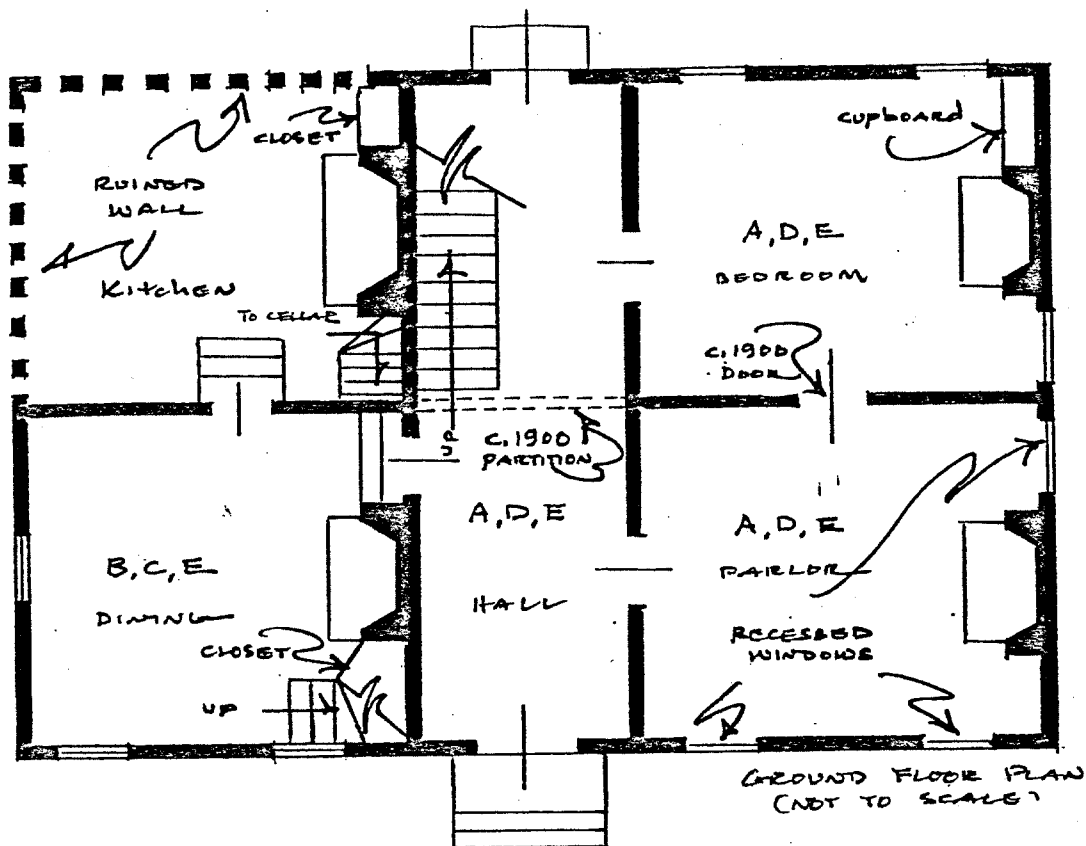 CLOSET
CUPBOARD
RUINED
WALL
KITCHEN
TO CELLAR
A,D,E
BEDROOM
C.1900
DOOR
UP
C.1900
PARTITION
A,D,E
HALL
A,D,E
PARLOR
B,C,E
DINING
CLOSET
UP
RECESSED
WINDOWS
GROUND FLOOR PLAN
(NOT TO SCALE)